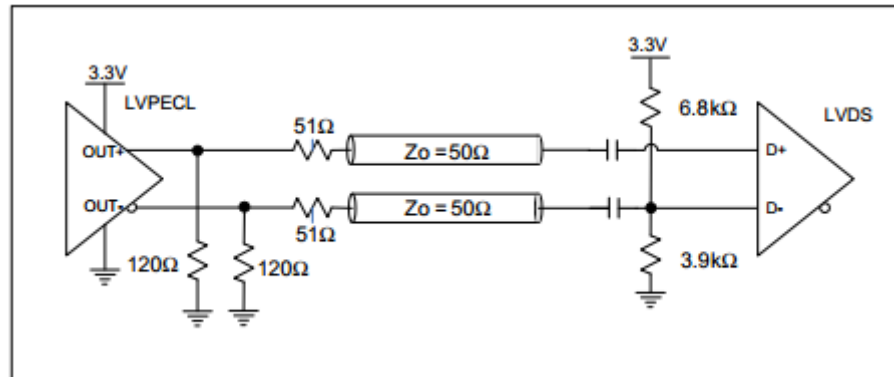 3.3V
LVPECL
OUT+
OUT-
51Ω
Zo = 50Ω
51Ω
Zo = 50Ω
120Ω
120Ω
3.3V
6.8kΩ
3.9kΩ
LVDS
D+
D-